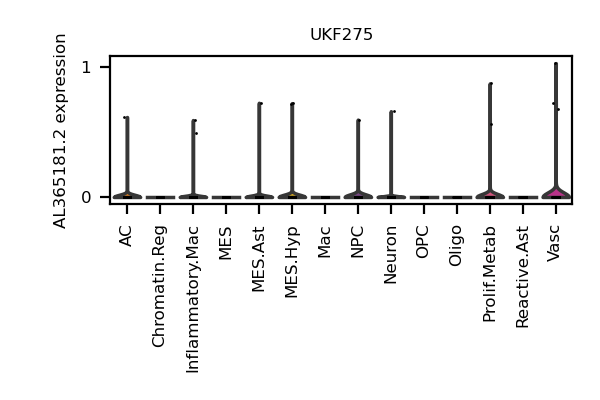 UKF275
AL365181.2 expression
1
0
AC
Chromatin.Reg
Inflammatory.Mac
MES
MES.Ast
MES.Hyp
Mac
NPC
Neuron
OPC
Oligo
Prolif.Metab
Reactive.Ast
Vasc